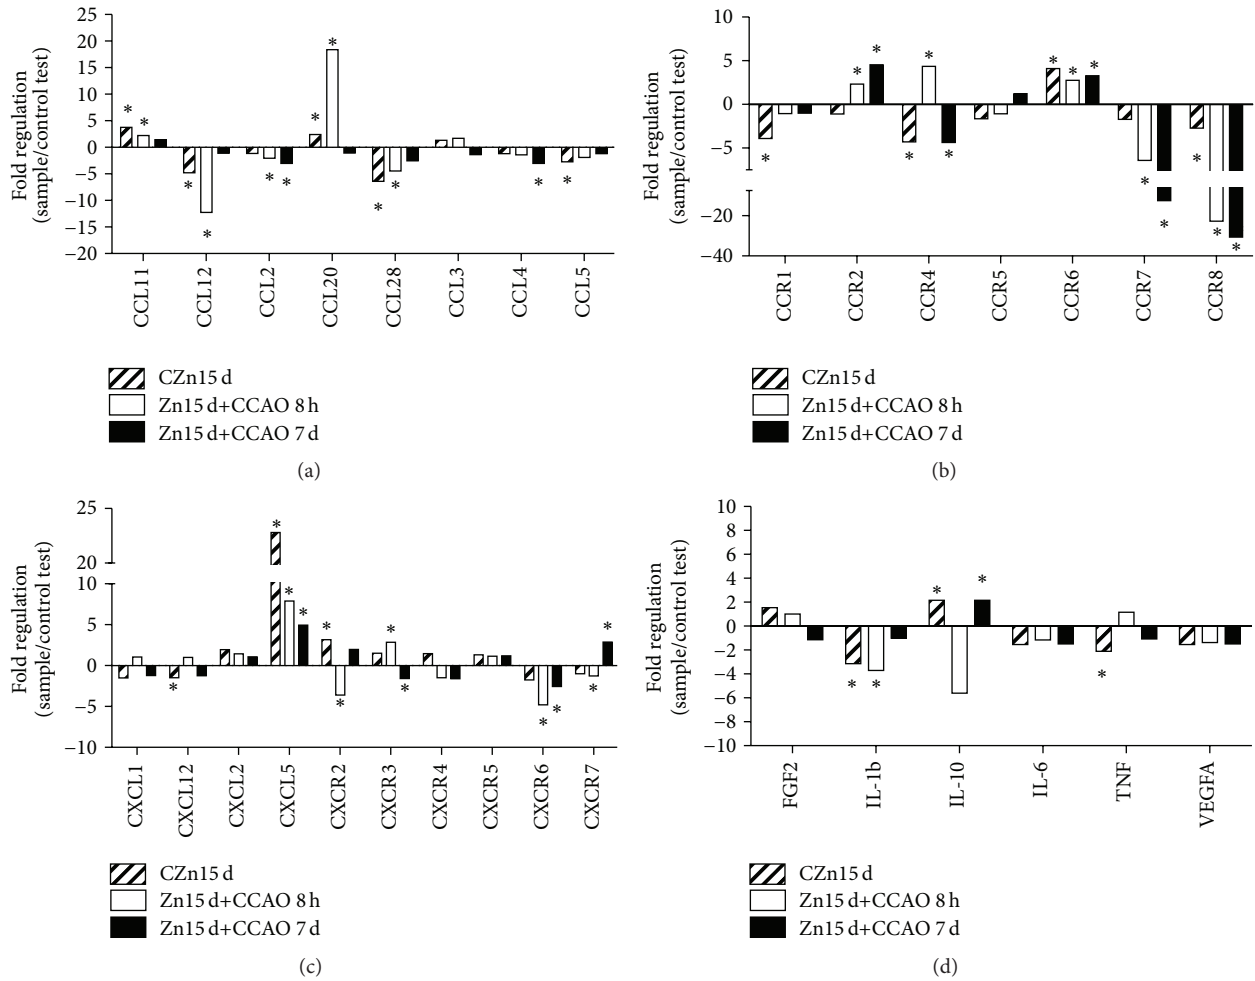 25
20
15
10
5
0
−5
−10
−15
−20
Fold regulation
(sample/control test)
* * * * * * * * * * * *
CCL11 CCL12 CCL2 CCL20 CCL28 CCL3 CCL4 CCL5
CZn15 d
Zn15 d+CCAO 8 h
Zn15 d+CCAO 7 d
(a)
10
5
0
−5
−20
−40
Fold regulation
(sample/control test)
* * * * * * * * * * * * * *
CCR1 CCR2 CCR4 CCR5 CCR6 CCR7 CCR8
CZn15 d
Zn15 d+CCAO 8 h
Zn15 d+CCAO 7 d
(b)
25
20
10
5
0
−5
−10
Fold regulation
(sample/control test)
* * * * * * * * * * * *
CXCL1 CXCL12 CXCL2 CXCL5 CXCR2 CXCR3 CXCR4 CXCR5 CXCR6 CXCR7
CZn15 d
Zn15 d+CCAO 8 h
Zn15 d+CCAO 7 d
(c)
10
8
6
4
2
0
−2
−4
−6
−8
−10
Fold regulation
(sample/control test)
* * * * *
FGF2 IL-1b IL-10 IL-6 TNF VEGFA
CZn15 d
Zn15 d+CCAO 8 h
Zn15 d+CCAO 7 d
(d)